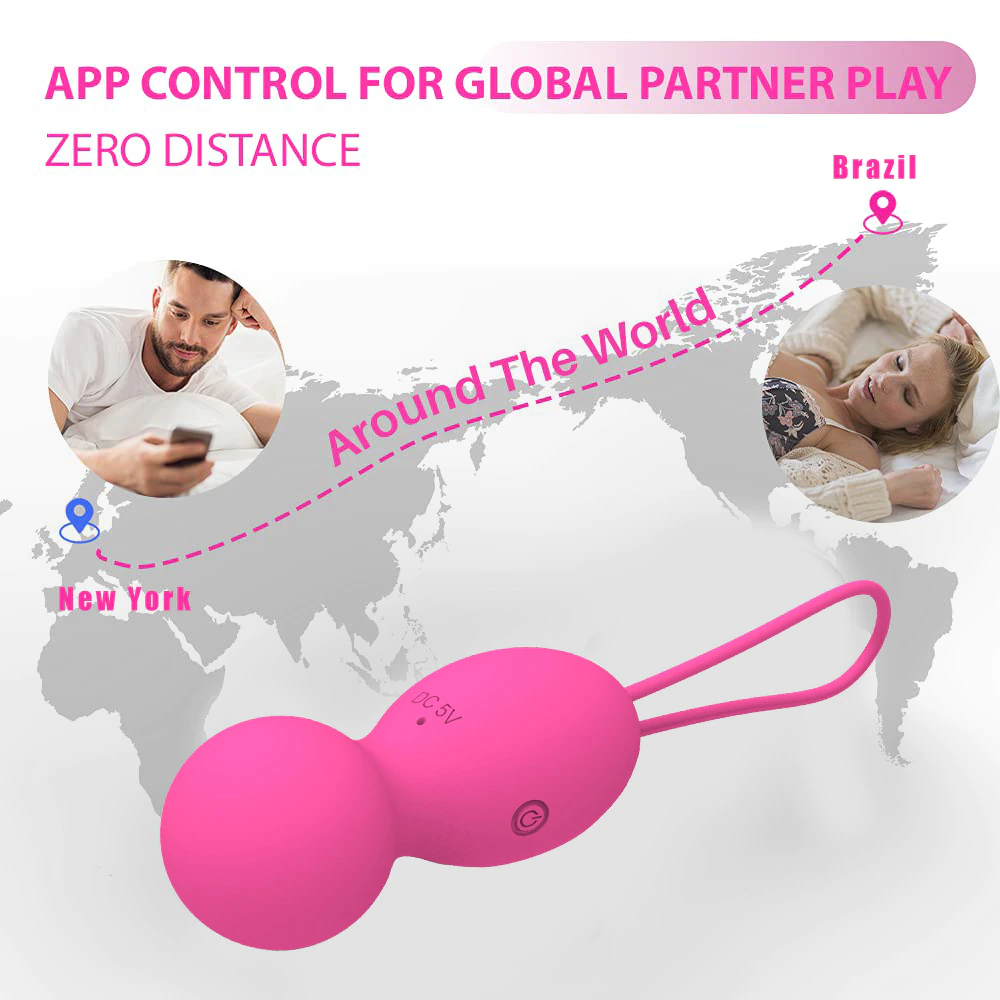 APP CONTROL FOR GLOBAL PARTNER PLAY
ZERO DISTANCE
Brazil
Around The World
New York
DC 5V